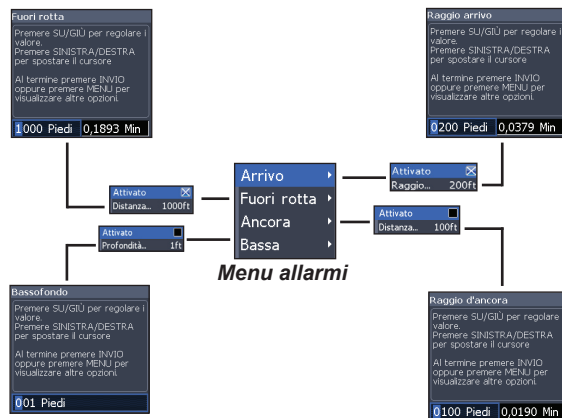 Fuori rotta
Premere SU/GIÙ per regolare i
valore.
Premere SINISTRA/DESTRA
per spostare il cursore
Al termine premere INVIO
oppure premere MENU per
visualizzare altre opzioni.
1000 Piedi 0,1893 Min
Raggio arrivo
Premere SU/GIÙ per regolare i
valore.
Premere SINISTRA/DESTRA
per spostare il cursore
Al termine premere INVIO
oppure premere MENU per
visualizzare altre opzioni.
0200 Piedi 0,0379 Min
Attivato
Distanza... 1000ft
Attivato
Profondità... 1ft
Arrivo
Fuori rotta
Ancora
Bassa
Attivato
Raggio... 200ft
Attivato
Distanza... 100ft
Menu allarmi
Bassofondo
Premere SU/GIÙ per regolare i
valore.
Premere SINISTRA/DESTRA
per spostare il cursore
Al termine premere INVIO
oppure premere MENU per
visualizzare altre opzioni.
001 Piedi
Raggio d'ancora
Premere SU/GIÙ per regolare
valore.
Premere SINISTRA/DESTRA
per spostare il cursore
Al termine premere INVIO
oppure premere MENU per
visualizzare altre opzioni.
0100 Piedi 0,0190 Min